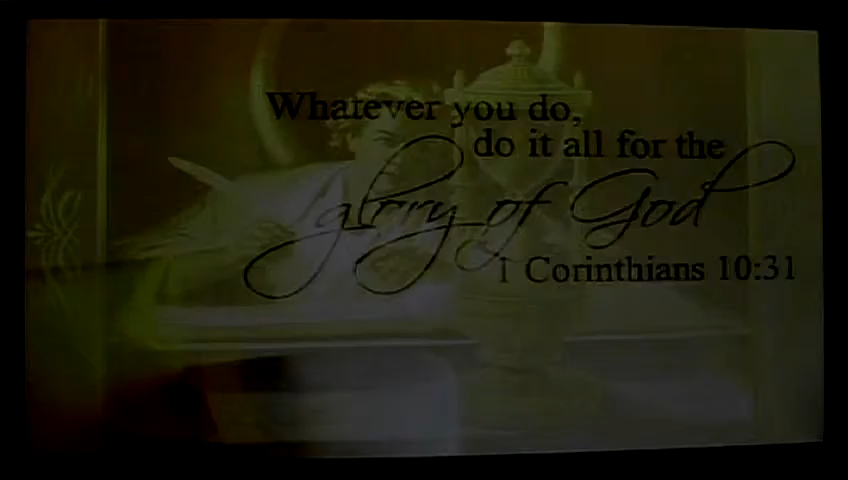 Whatever you do,
do it all for the
glory of God
1 Corinthians 10:31